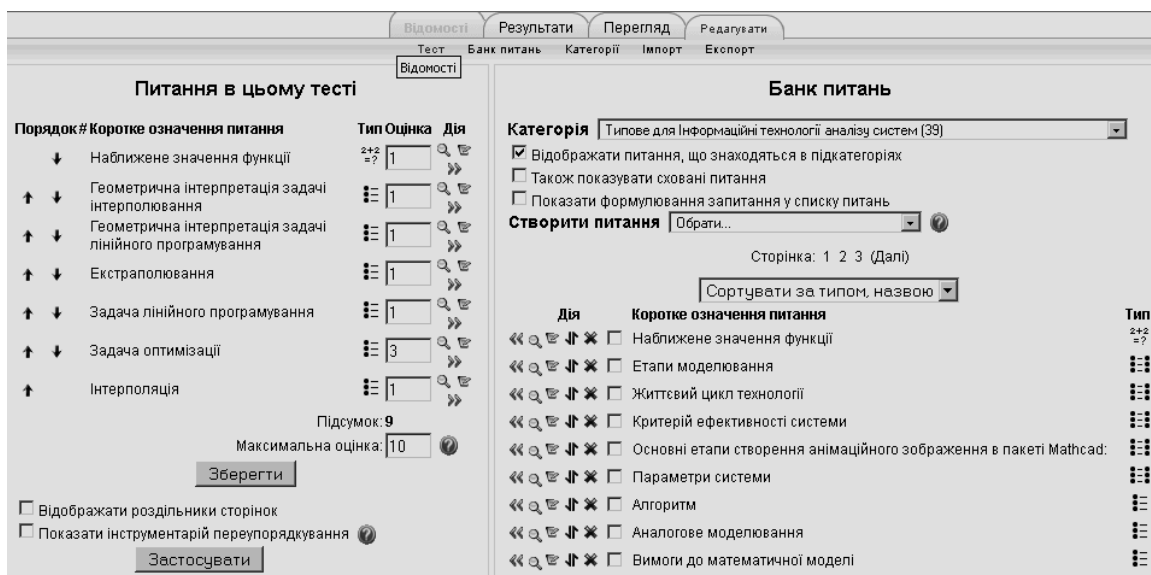 Відомості Результати Перегляд Редагувати
Тест Банк питань Категорії Імпорт Експорт
Відомості
Питання в цьому тесті
Порядок # Коротке означення питання Тип Оцінка Дія
Наближене значення функції 2+2 =? 1
Геометрична інтерпретація задачі
інтерполювання 1
Геометрична інтерпретація задачі
лінійного програмування 1
Екстраполювання 1
Задача лінійного програмування 1
Задача оптимізації 3
Інтерполяція 1
Підсумок: 9
Максимальна оцінка: 10
Зберегти
Відображати роздільники сторінок
Показати інструментарій переупорядкування
Застосувати
Банк питань
Категорія Типове для Інформаційні технології аналізу систем (39)
Відображати питання, що знаходяться в підкатегоріях
Також показувати сховані питання
Показати формулювання запитання у списку питань
Створити питання Обрати...
Сторінка: 1 2 3 (Далі)
Сортувати за типом, назвою
Дія Коротке означення питання Тип
Наближене значення функції 2+2 =?
Етапи моделювання
Життєвий цикл технології
Критерій ефективності системи
Основні етапи створення анімаційного зображення в пакеті Mathcad:
Параметри системи
Алгоритм
Аналогове моделювання
Вимоги до математичної моделі